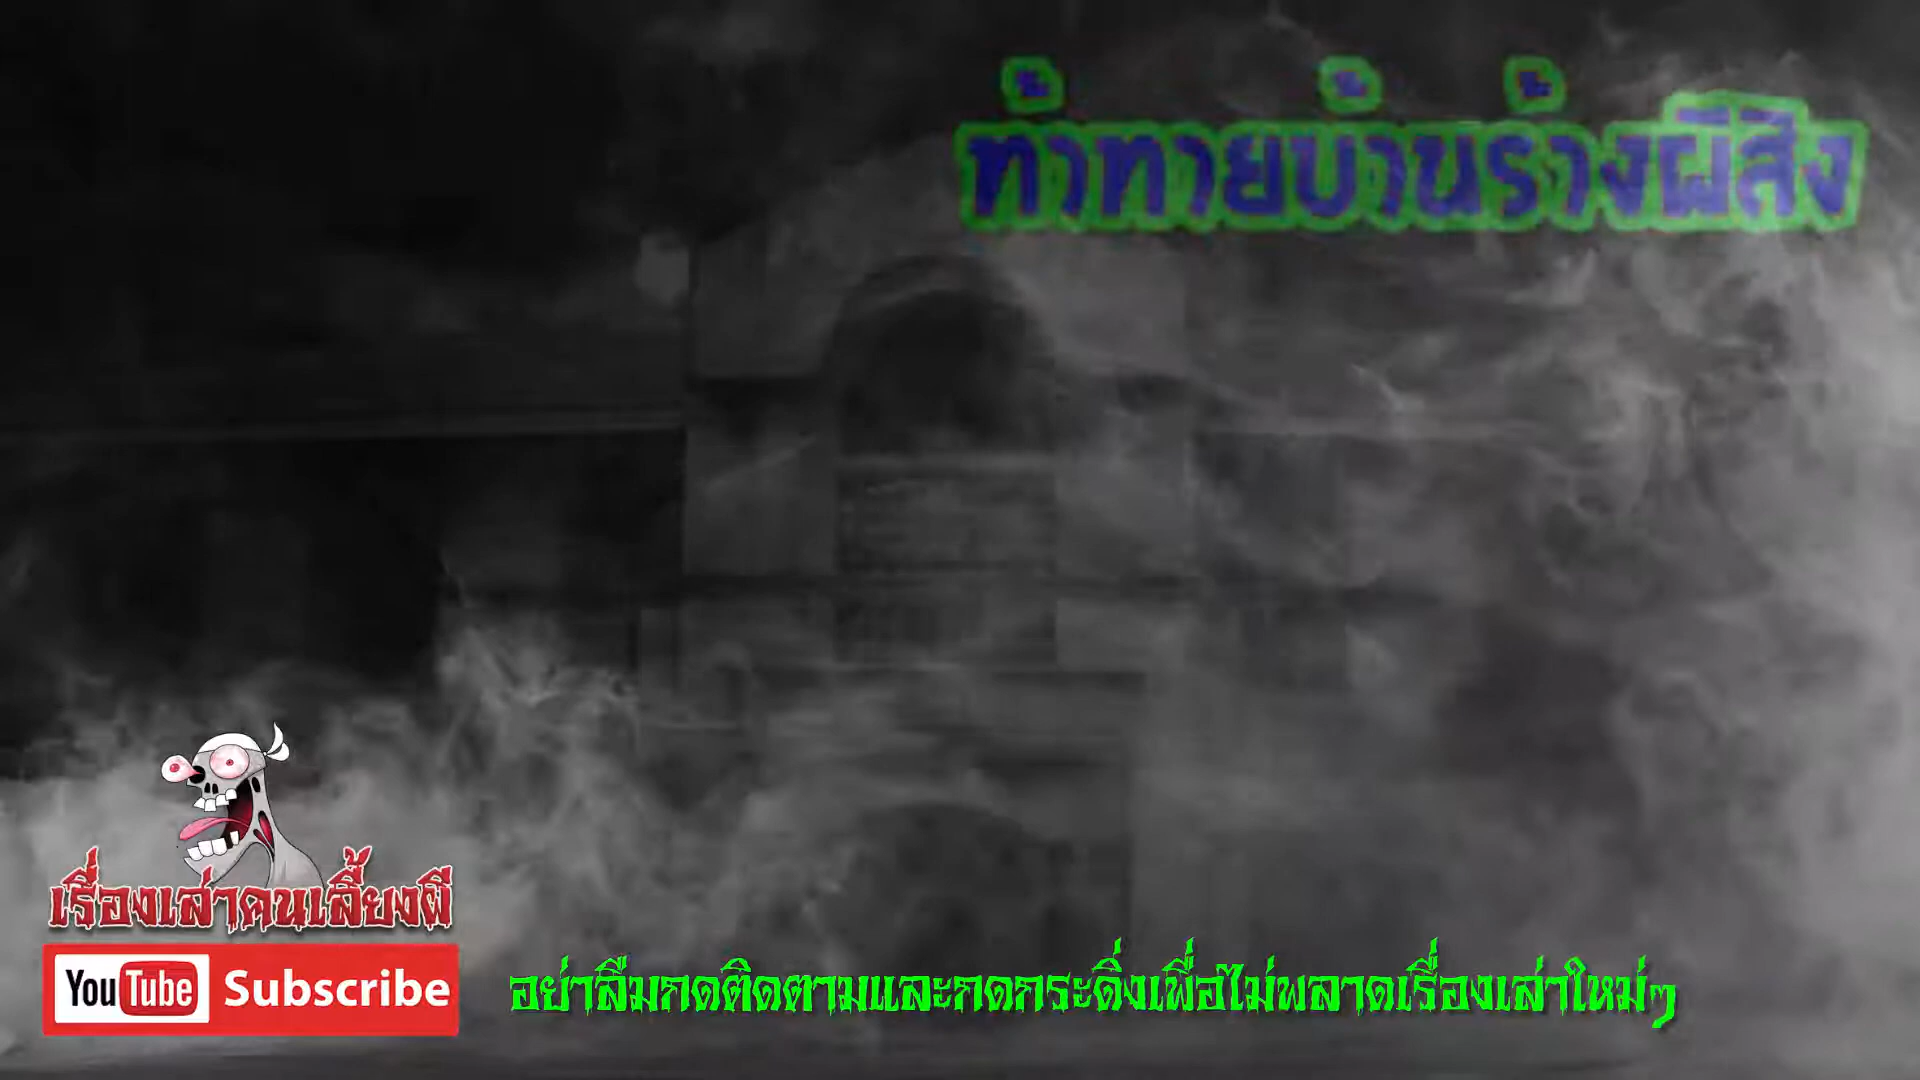 ท้าทายบ้านร้างผีสิง
เรื่องเล่าคนเลี้ยงผี
YouTube Subscribe
อย่าลืมกดติดตามและกดกระดิ่งเพื่อไม่พลาดเรื่องเล่าใหม่ๆ